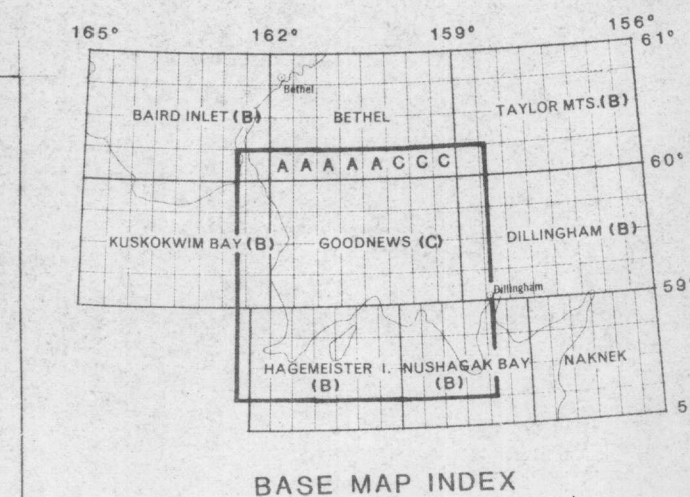 165° 162° 159° 156°
61°
Bethel
BAIRD INLET (B) BETHEL TAYLOR MTS. (B)
A A A A A C C C
60°
KUSKOKWIM BAY (B) GOODNEWS (C) DILLINGHAM (B)
Dillingham
59°
HAGEMEISTER I. (B) NUSHAGAK BAY (B) NAKNEK
5
BASE MAP INDEX